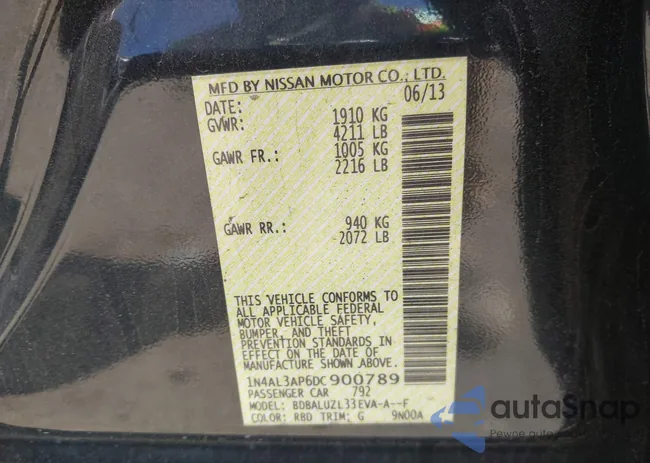 MFD BY NISSAN MOTOR CO., LTD.
DATE: 06/13
GVWR: 1910 KG
4211 LB
GAWR FR.: 1005 KG
2216 LB
GAWR RR.: 940 KG
2072 LB
THIS VEHICLE CONFORMS TO
ALL APPLICABLE FEDERAL
MOTOR VEHICLE SAFETY,
BUMPER, AND THEFT
PREVENTION STANDARDS IN
EFFECT ON THE DATE OF
MANUFACTURE SHOWN ABOVE.
1N4AL3AP6DC900789
PASSENGER CAR 792
MODEL: BDBALUZL33EVA-A--F
COLOR: RBD TRIM: G 9N00A
autoSnap
Pewne auto